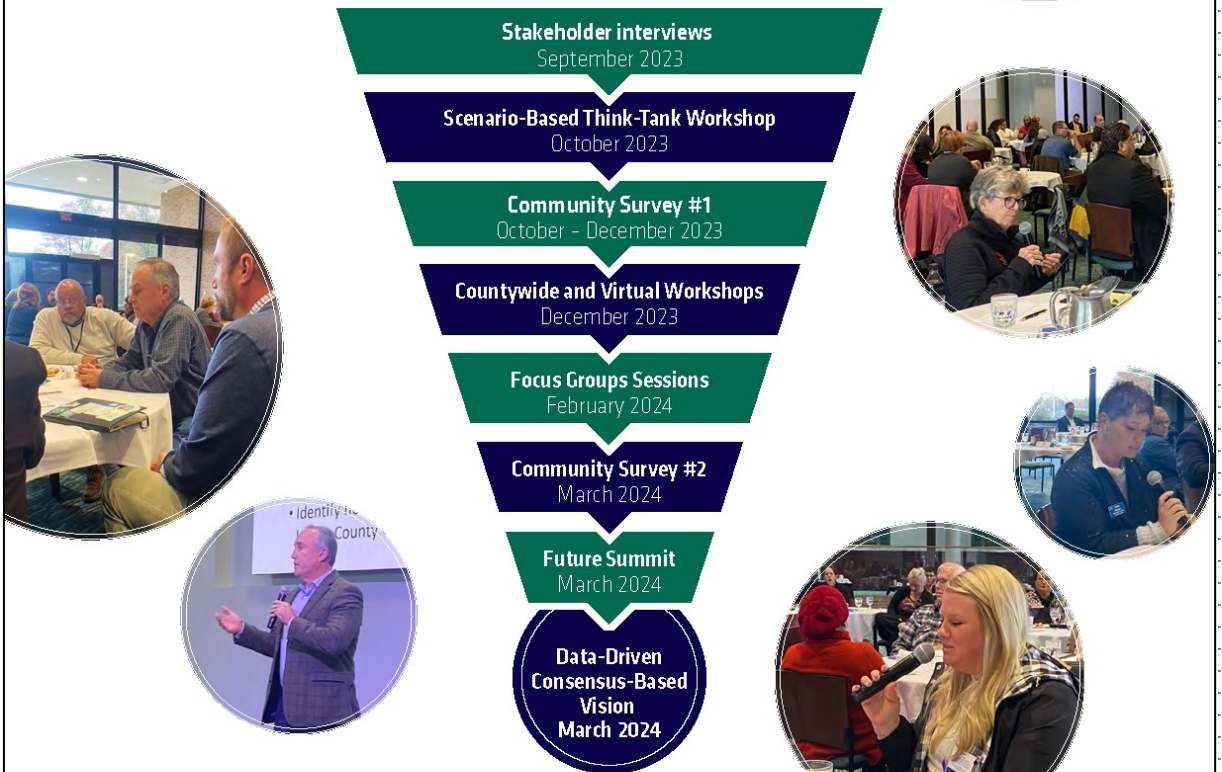 Stakeholder interviews
September 2023
Scenario-Based Think-Tank Workshop
October 2023
Community Survey #1
October – December 2023
Countywide and Virtual Workshops
December 2023
Focus Groups Sessions
February 2024
Community Survey #2
March 2024
Future Summit
March 2024
Data-Driven
Consensus-Based
Vision
March 2024
• Identify
County